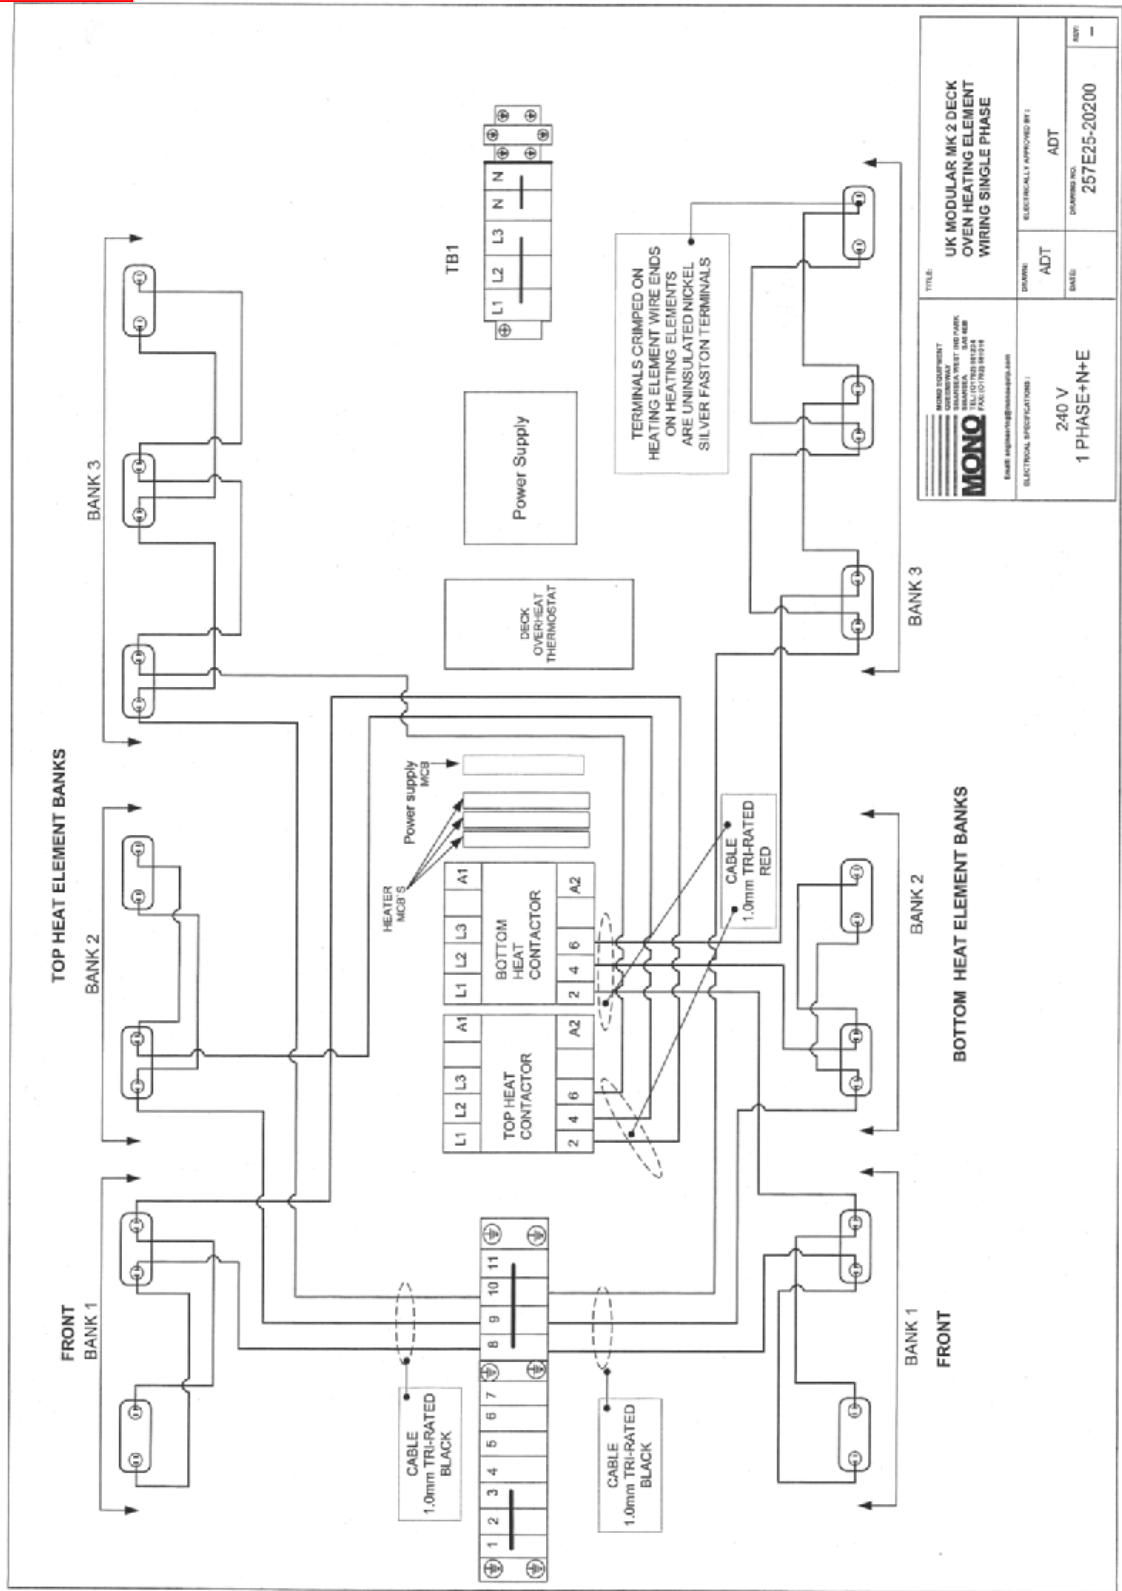 TOP HEAT ELEMENT BANKS
FRONT
BANK 1
BANK 2
BANK 3
CABLE
1.0mm TRI-RATED
BLACK
HEATER
MCB'S
Power supply
MCB
1 2 3 4 5 6 7 8 9 10 11
L1 L2 L3 A1
TOP HEAT
CONTACTOR
2 4 6 A2
L1 L2 L3 A1
BOTTOM
HEAT
CONTACTOR
2 4 6 A2
DECK
OVERHEAT
THERMOSTAT
Power Supply
TB1
L1 L2 L3 N N
CABLE
1.0mm TRI-RATED
BLACK
CABLE
1.0mm TRI-RATED
RED
TERMINALS CRIMPED ON
HEATING ELEMENT WIRE ENDS
ON HEATING ELEMENTS
ARE UNINSULATED NICKEL
SILVER FASTON TERMINALS
BANK 1
FRONT
BANK 2
BANK 3
BOTTOM HEAT ELEMENT BANKS
MONO
MONO EQUIPMENT
QUEENSWAY
SWANSEA WEST IND PARK
ELECTRICAL SPECIFICATIONS :
240 V
1 PHASE+N+E
TITLE:
UK MODULAR MK 2 DECK
OVEN HEATING ELEMENT
WIRING SINGLE PHASE
DRAWN:
ADT
ELECTRICALLY APPROVED BY :
ADT
DATE:
DRAWING NO.
257E25-20200
REV:
–